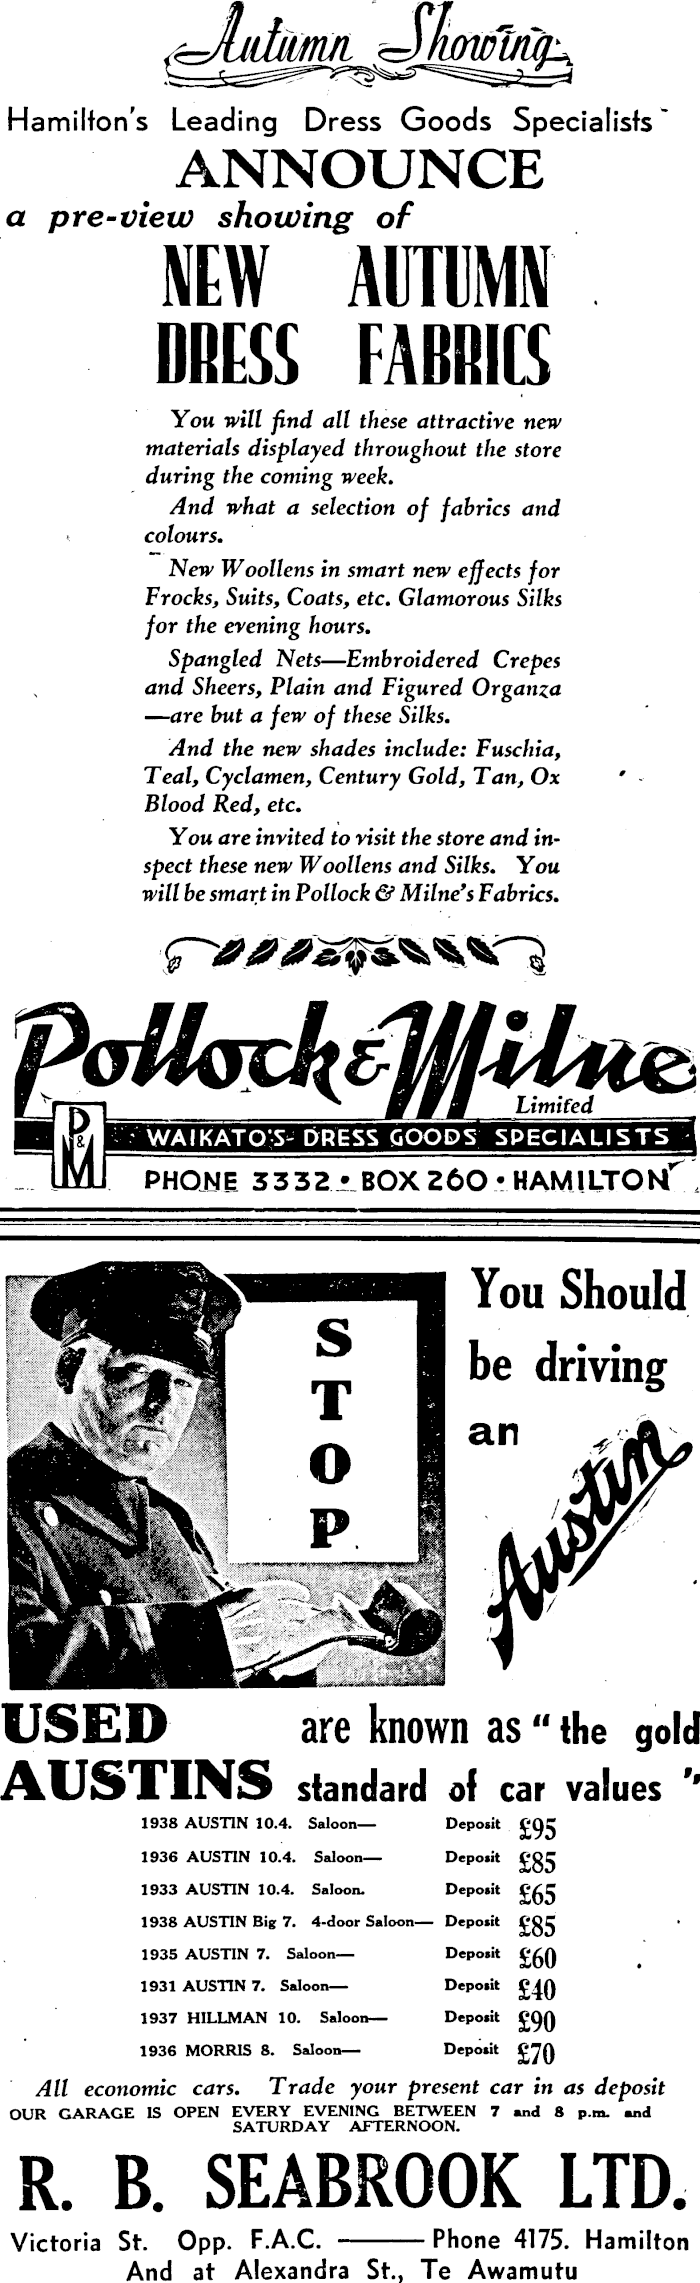 Autumn Showing
Hamilton's Leading Dress Goods Specialists
ANNOUNCE
a pre-view showing of
NEW AUTUMN
DRESS FABRICS
You will find all these attractive new
materials displayed throughout the store
during the coming week.
And what a selection of fabrics and
colours.
New Woollens in smart new effects for
Frocks, Suits, Coats, etc. Glamorous Silks
for the evening hours.
Spangled Nets—Embroidered Crepes
and Sheers, Plain and Figured Organza
—are but a few of these Silks.
And the new shades include: Fuschia,
Teal, Cyclamen, Century Gold, Tan, Ox
Blood Red, etc.
You are invited to visit the store and in-
spect these new Woollens and Silks. You
will be smart in Pollock & Milne's Fabrics.
Pollock & Milne
Limited
P&M
WAIKATO'S DRESS GOODS SPECIALISTS
PHONE 3332 • BOX 260 • HAMILTON
STOP
You Should
be driving
an
Austin
USED are known as "the gold
AUSTINS standard of car values"
1938 AUSTIN 10.4. Saloon— Deposit £95
1936 AUSTIN 10.4. Saloon— Deposit £85
1933 AUSTIN 10.4. Saloon. Deposit £65
1938 AUSTIN Big 7. 4-door Saloon— Deposit £85
1935 AUSTIN 7. Saloon— Deposit £60
1931 AUSTIN 7. Saloon— Deposit £40
1937 HILLMAN 10. Saloon— Deposit £90
1936 MORRIS 8. Saloon— Deposit £70
All economic cars. Trade your present car in as deposit
OUR GARAGE IS OPEN EVERY EVENING BETWEEN 7 and 8 p.m. and
SATURDAY AFTERNOON.
R. B. SEABROOK LTD.
Victoria St. Opp. F.A.C. —— Phone 4175. Hamilton
And at Alexandra St., Te Awamutu